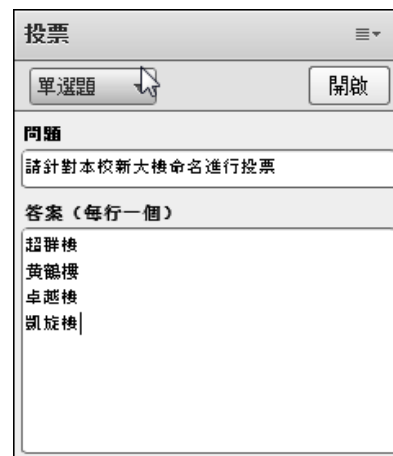 投票
單選題
開啟
問題
請針對本校新大樓命名進行投票
答案（每行一個）
超群樓
黃鶴樓
卓越樓
凱旋樓